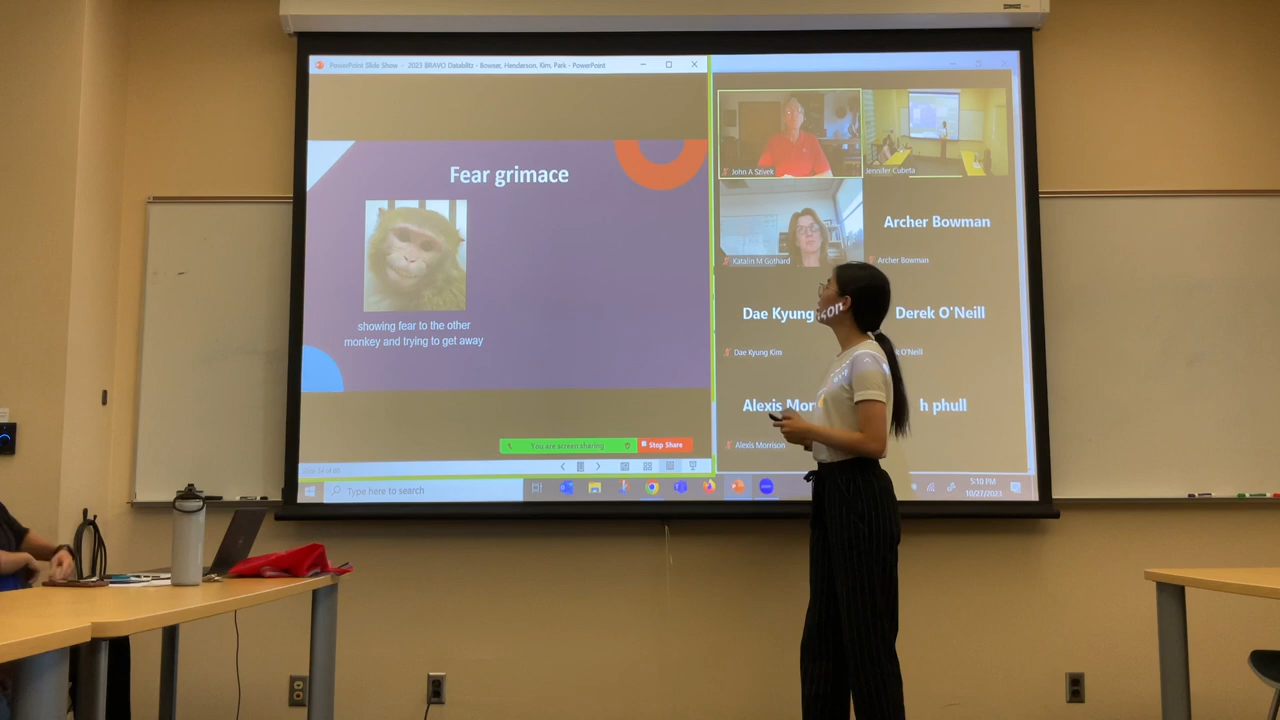 PowerPoint Slide Show - 2023 BRAVO Datablitz - Bowser, Henderson, Kim, Park - PowerPoint
Fear grimace
showing fear to the other
monkey and trying to get away
You are screen sharing
Stop Share
Type here to search
John A Szivek
Jennifer Cubeta
Katalin M Gothard
Archer Bowman
Archer Bowman
Dae Kyung
Dae Kyung Kim
Derek O'Neill
O'Neill
Alexis Mor
Alexis Morrison
h phull
5:10 PM
10/27/2023